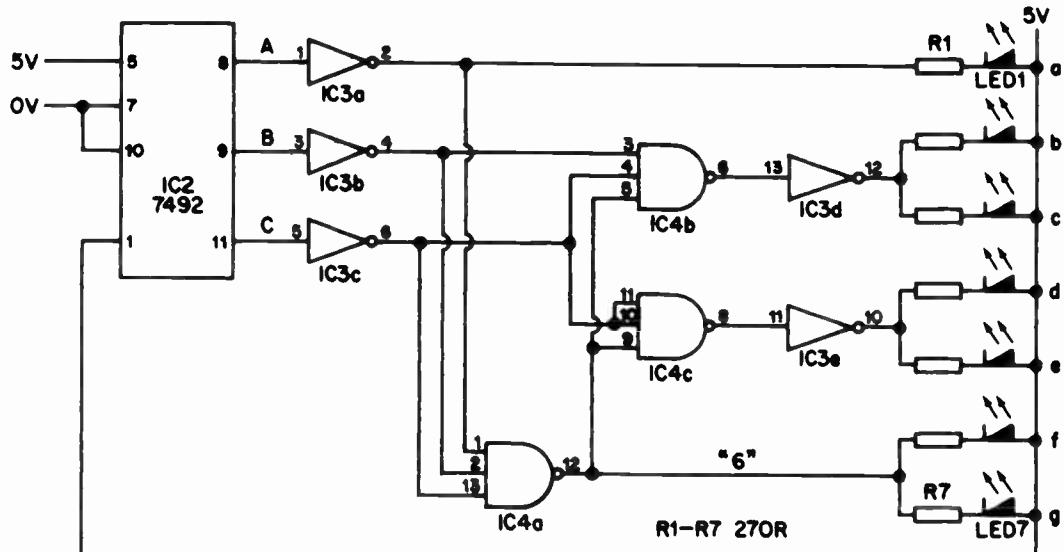 5V
5V
5
8
A
1
2
IC3a
R1
LED1
a
0V
7
10
9
B
3
4
IC3b
3
4
5
6
IC4b
13
12
IC3d
b
c
IC2
7492
1
11
C
5
6
IC3c
11
10
9
8
IC4c
11
10
IC3e
d
e
1
2
13
12
IC4a
"6"
f
R7
LED7
g
R1-R7 270R